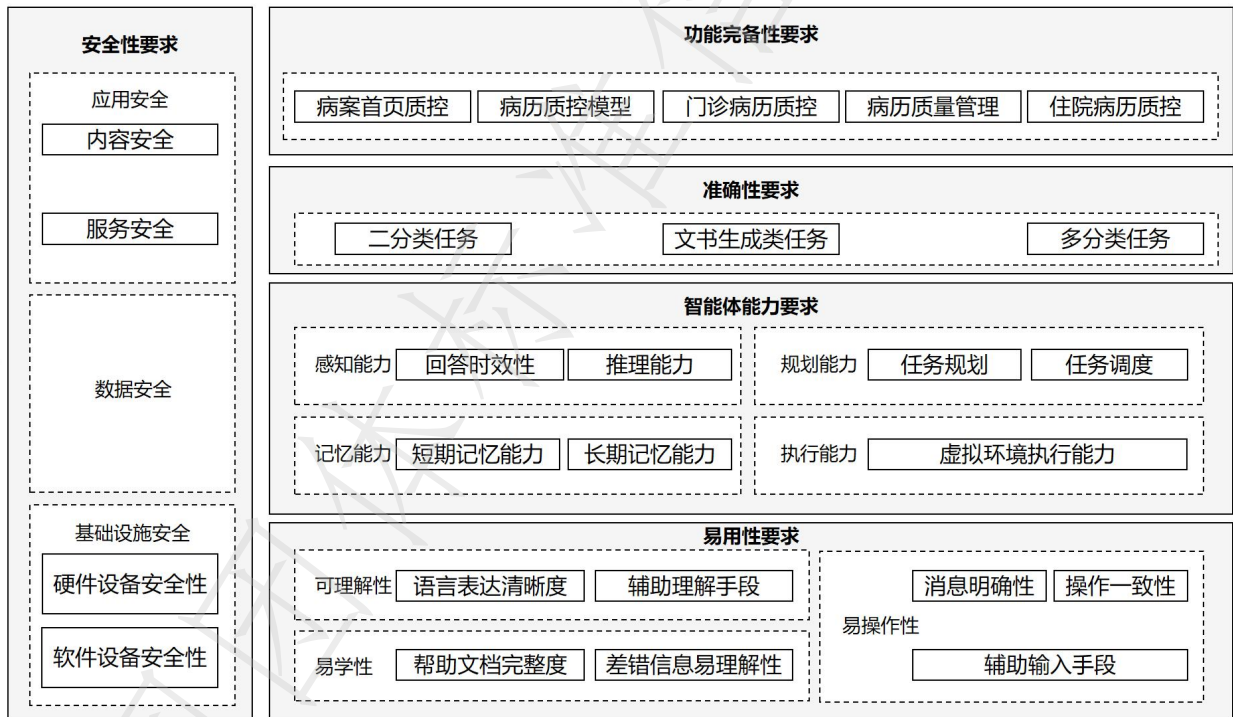 安全性要求
应用安全
内容安全
服务安全
数据安全
基础设施安全
硬件设备安全性
软件设备安全性
功能完备性要求
病案首页质控 病历质控模型 门诊病历质控 病历质量管理 住院病历质控
准确性要求
二分类任务 文书生成类任务 多分类任务
智能体能力要求
感知能力 回答时效性 推理能力
规划能力 任务规划 任务调度
记忆能力 短期记忆能力 长期记忆能力
执行能力 虚拟环境执行能力
易用性要求
可理解性 语言表达清晰度 辅助理解手段
易学性 帮助文档完整度 差错信息易理解性
消息明确性 操作一致性
易操作性
辅助输入手段
团体标准